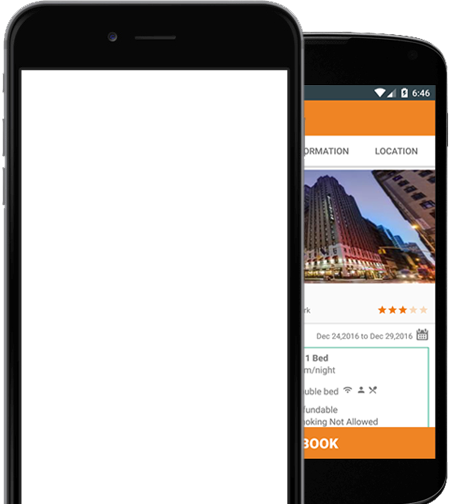 6:46
ORMATION LOCATION
rk
Dec 24,2016 to Dec 29,2016
1 Bed
m/night
uble bed
fundable
oking Not Allowed
BOOK